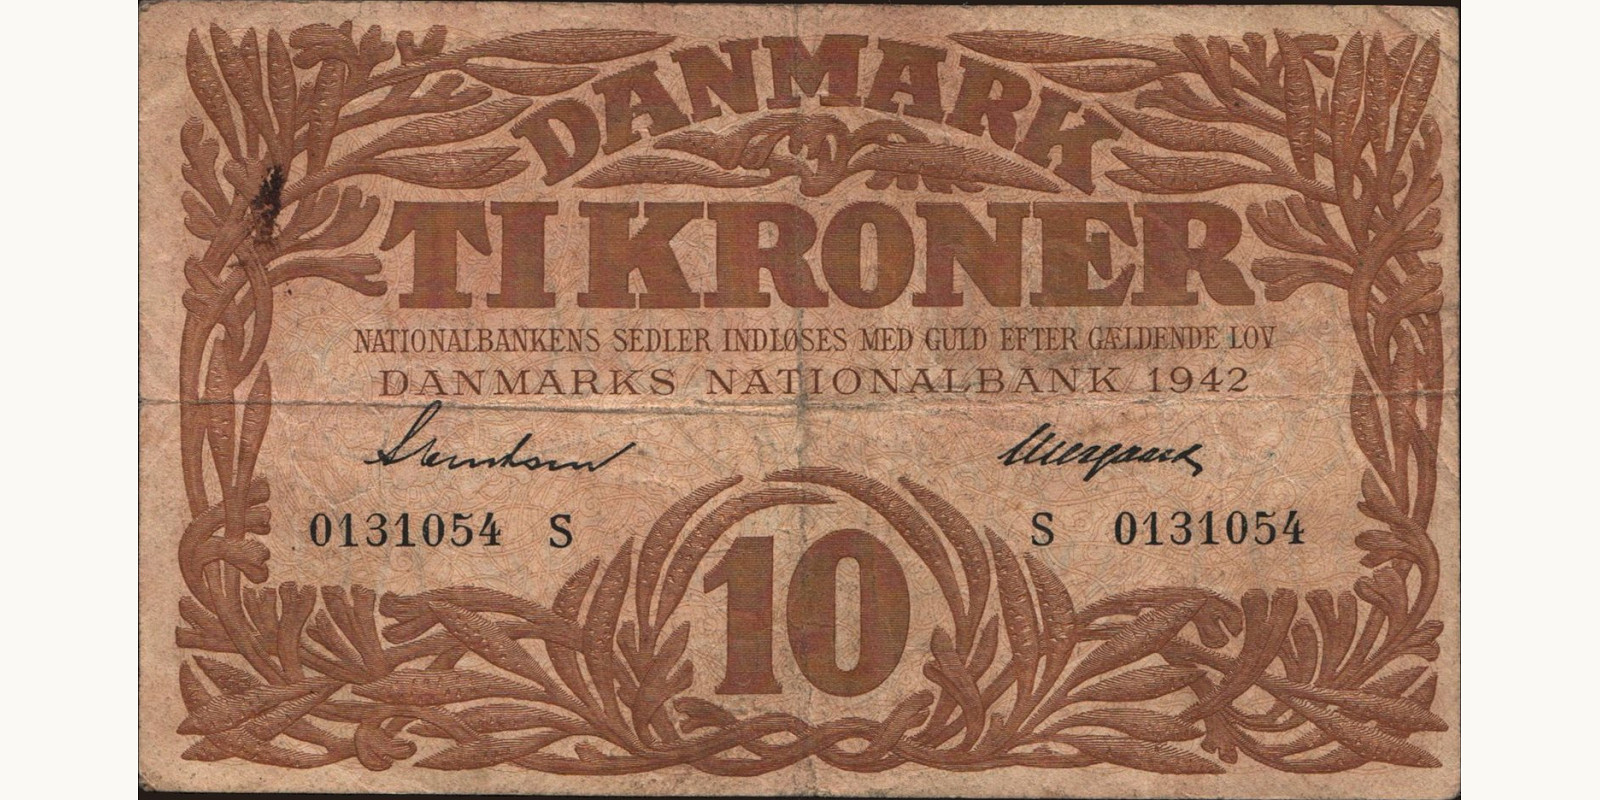 DANMARK
TI KRONER
NATIONALBANKENS SEDLER INDLØSES MED GULD EFTER GÆLDENDE LOV
DANMARKS NATIONALBANK 1942
0131054 S S 0131054
10